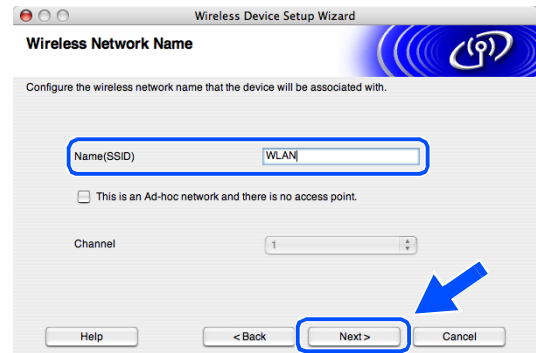 Wireless Device Setup Wizard
Wireless Network Name
Configure the wireless network name that the device will be associated with.
Name(SSID) WLAN
This is an Ad-hoc network and there is no access point.
Channel 1
Help <Back Next> Cancel